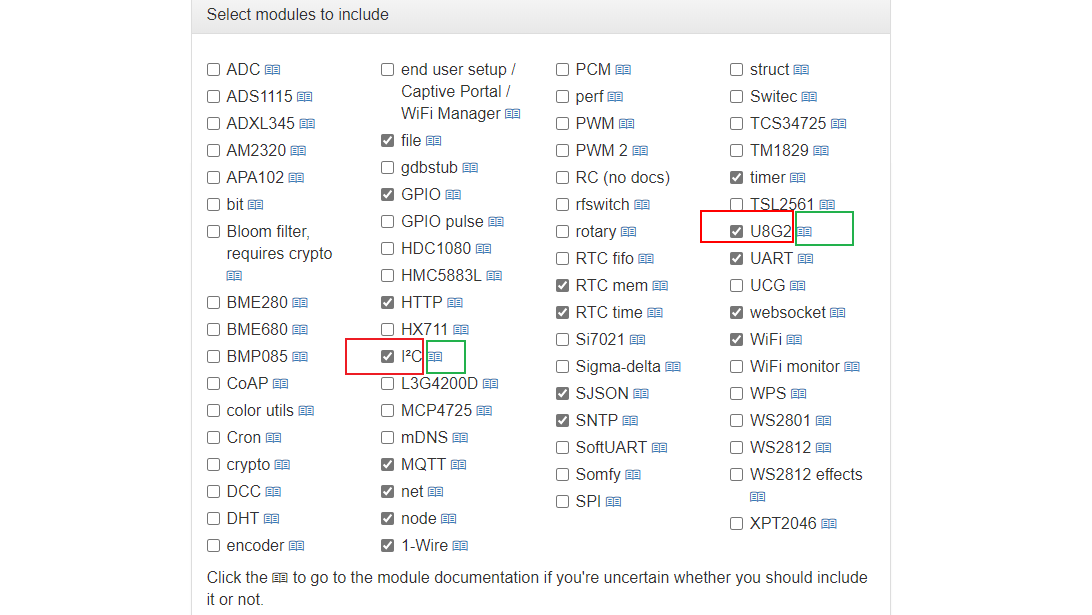 Select modules to include
ADC
ADS1115
ADXL345
AM2320
APA102
bit
Bloom filter,
requires crypto
BME280
BME680
BMP085
CoAP
color utils
Cron
crypto
DCC
DHT
encoder
end user setup /
Captive Portal /
WiFi Manager
file
gdbstub
GPIO
GPIO pulse
HDC1080
HMC5883L
HTTP
HX711
I²C
L3G4200D
MCP4725
mDNS
MQTT
net
node
1-Wire
PCM
perf
PWM
PWM 2
RC (no docs)
rfswitch
rotary
RTC fifo
RTC mem
RTC time
Si7021
Sigma-delta
SJSON
SNTP
SoftUART
Somfy
SPI
struct
Switec
TCS34725
TM1829
timer
TSL2561
U8G2
UART
UCG
websocket
WiFi
WiFi monitor
WPS
WS2801
WS2812
WS2812 effects
XPT2046
Click the to go to the module documentation if you're uncertain whether you should include
it or not.